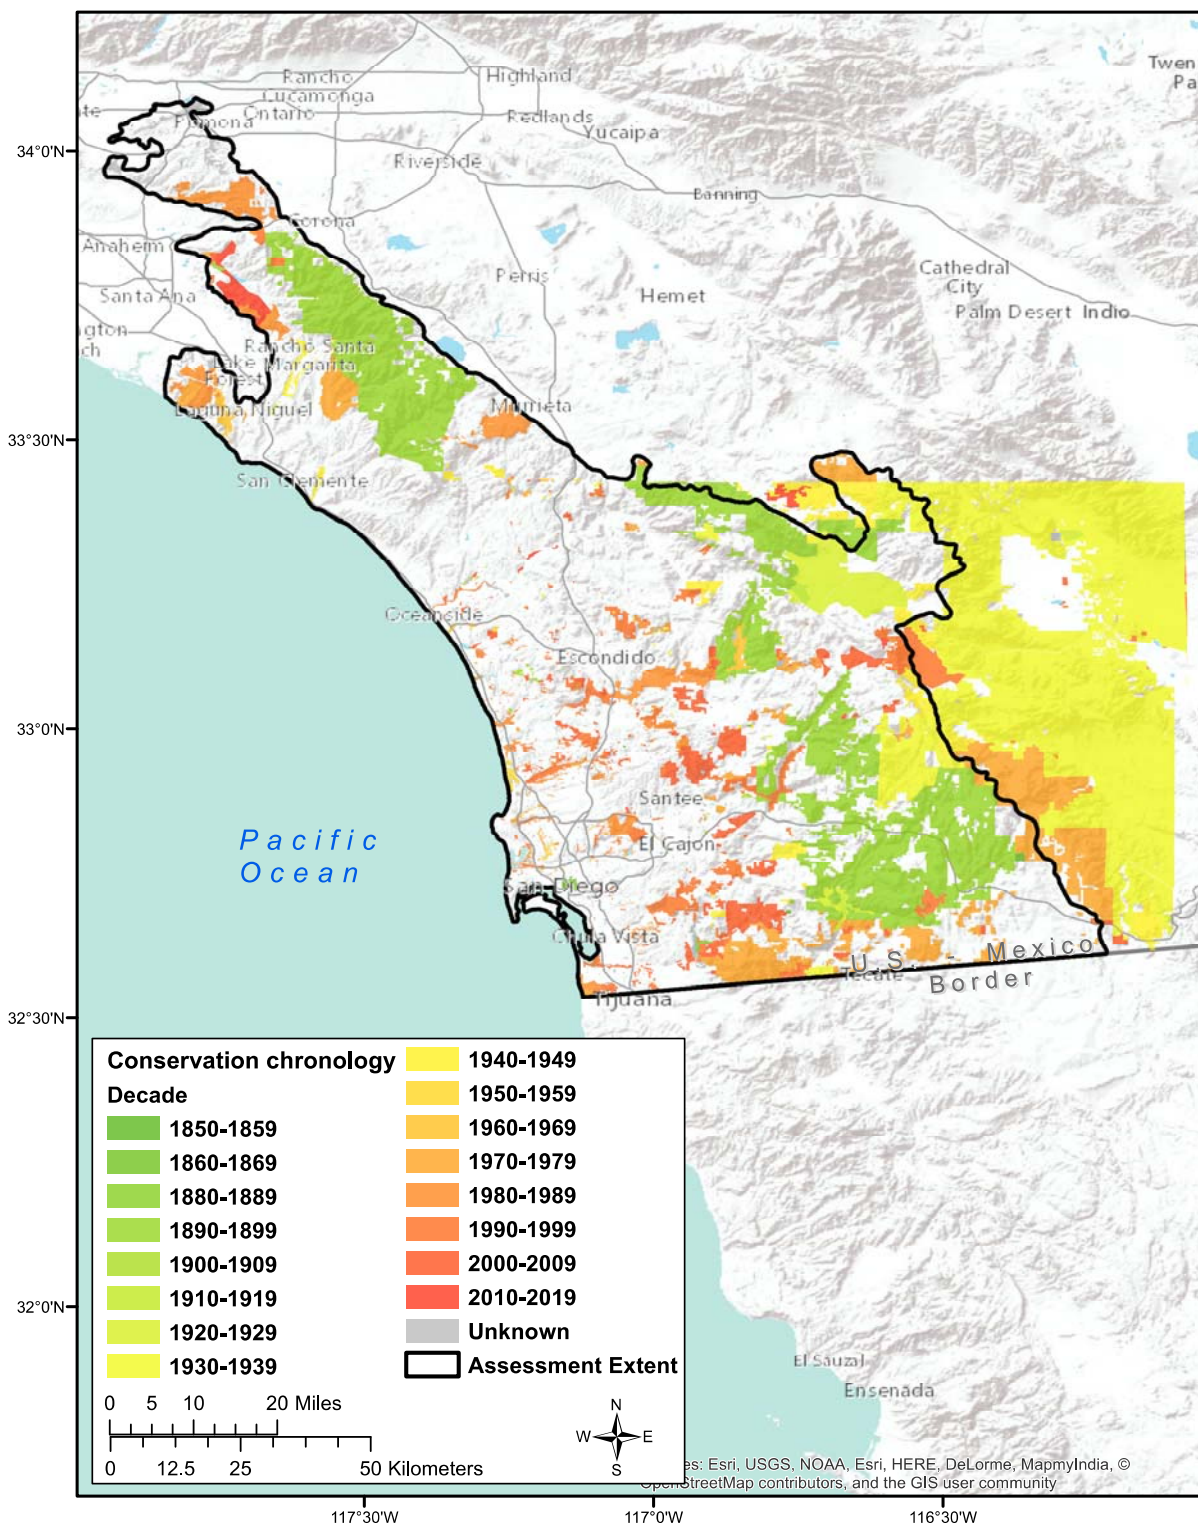 Twen
Pa
Rancho
Cucamonga
Highland
Ontario
Pomona
Redlands
Yucaipa
34°0'N
Riverside
Banning
Corona
Anaheim
Cathedral
City
Perris
Santa Ana
Hemet
Palm Desert Indio
ngton
ch
Rancho Santa
Margarita
Lake
Forest
Laguna Niguel
Murrieta
33°30'N
San Clemente
Oceanside
Escondido
33°0'N
Santee
Pacific
Ocean
El Cajon
San Diego
Chula Vista
U.S. - Mexico
Border
Tecate
Tijuana
32°30'N
Conservation chronology
Decade
1850-1859
1860-1869
1880-1889
1890-1899
1900-1909
1910-1919
1920-1929
1930-1939
1940-1949
1950-1959
1960-1969
1970-1979
1980-1989
1990-1999
2000-2009
2010-2019
Unknown
Assessment Extent
0 5 10 20 Miles
0 12.5 25 50 Kilometers
N
W E
S
32°0'N
El Sauzal
Ensenada
es: Esri, USGS, NOAA, Esri, HERE, DeLorme, MapmyIndia, ©
OpenStreetMap contributors, and the GIS user community
117°30'W 117°0'W 116°30'W